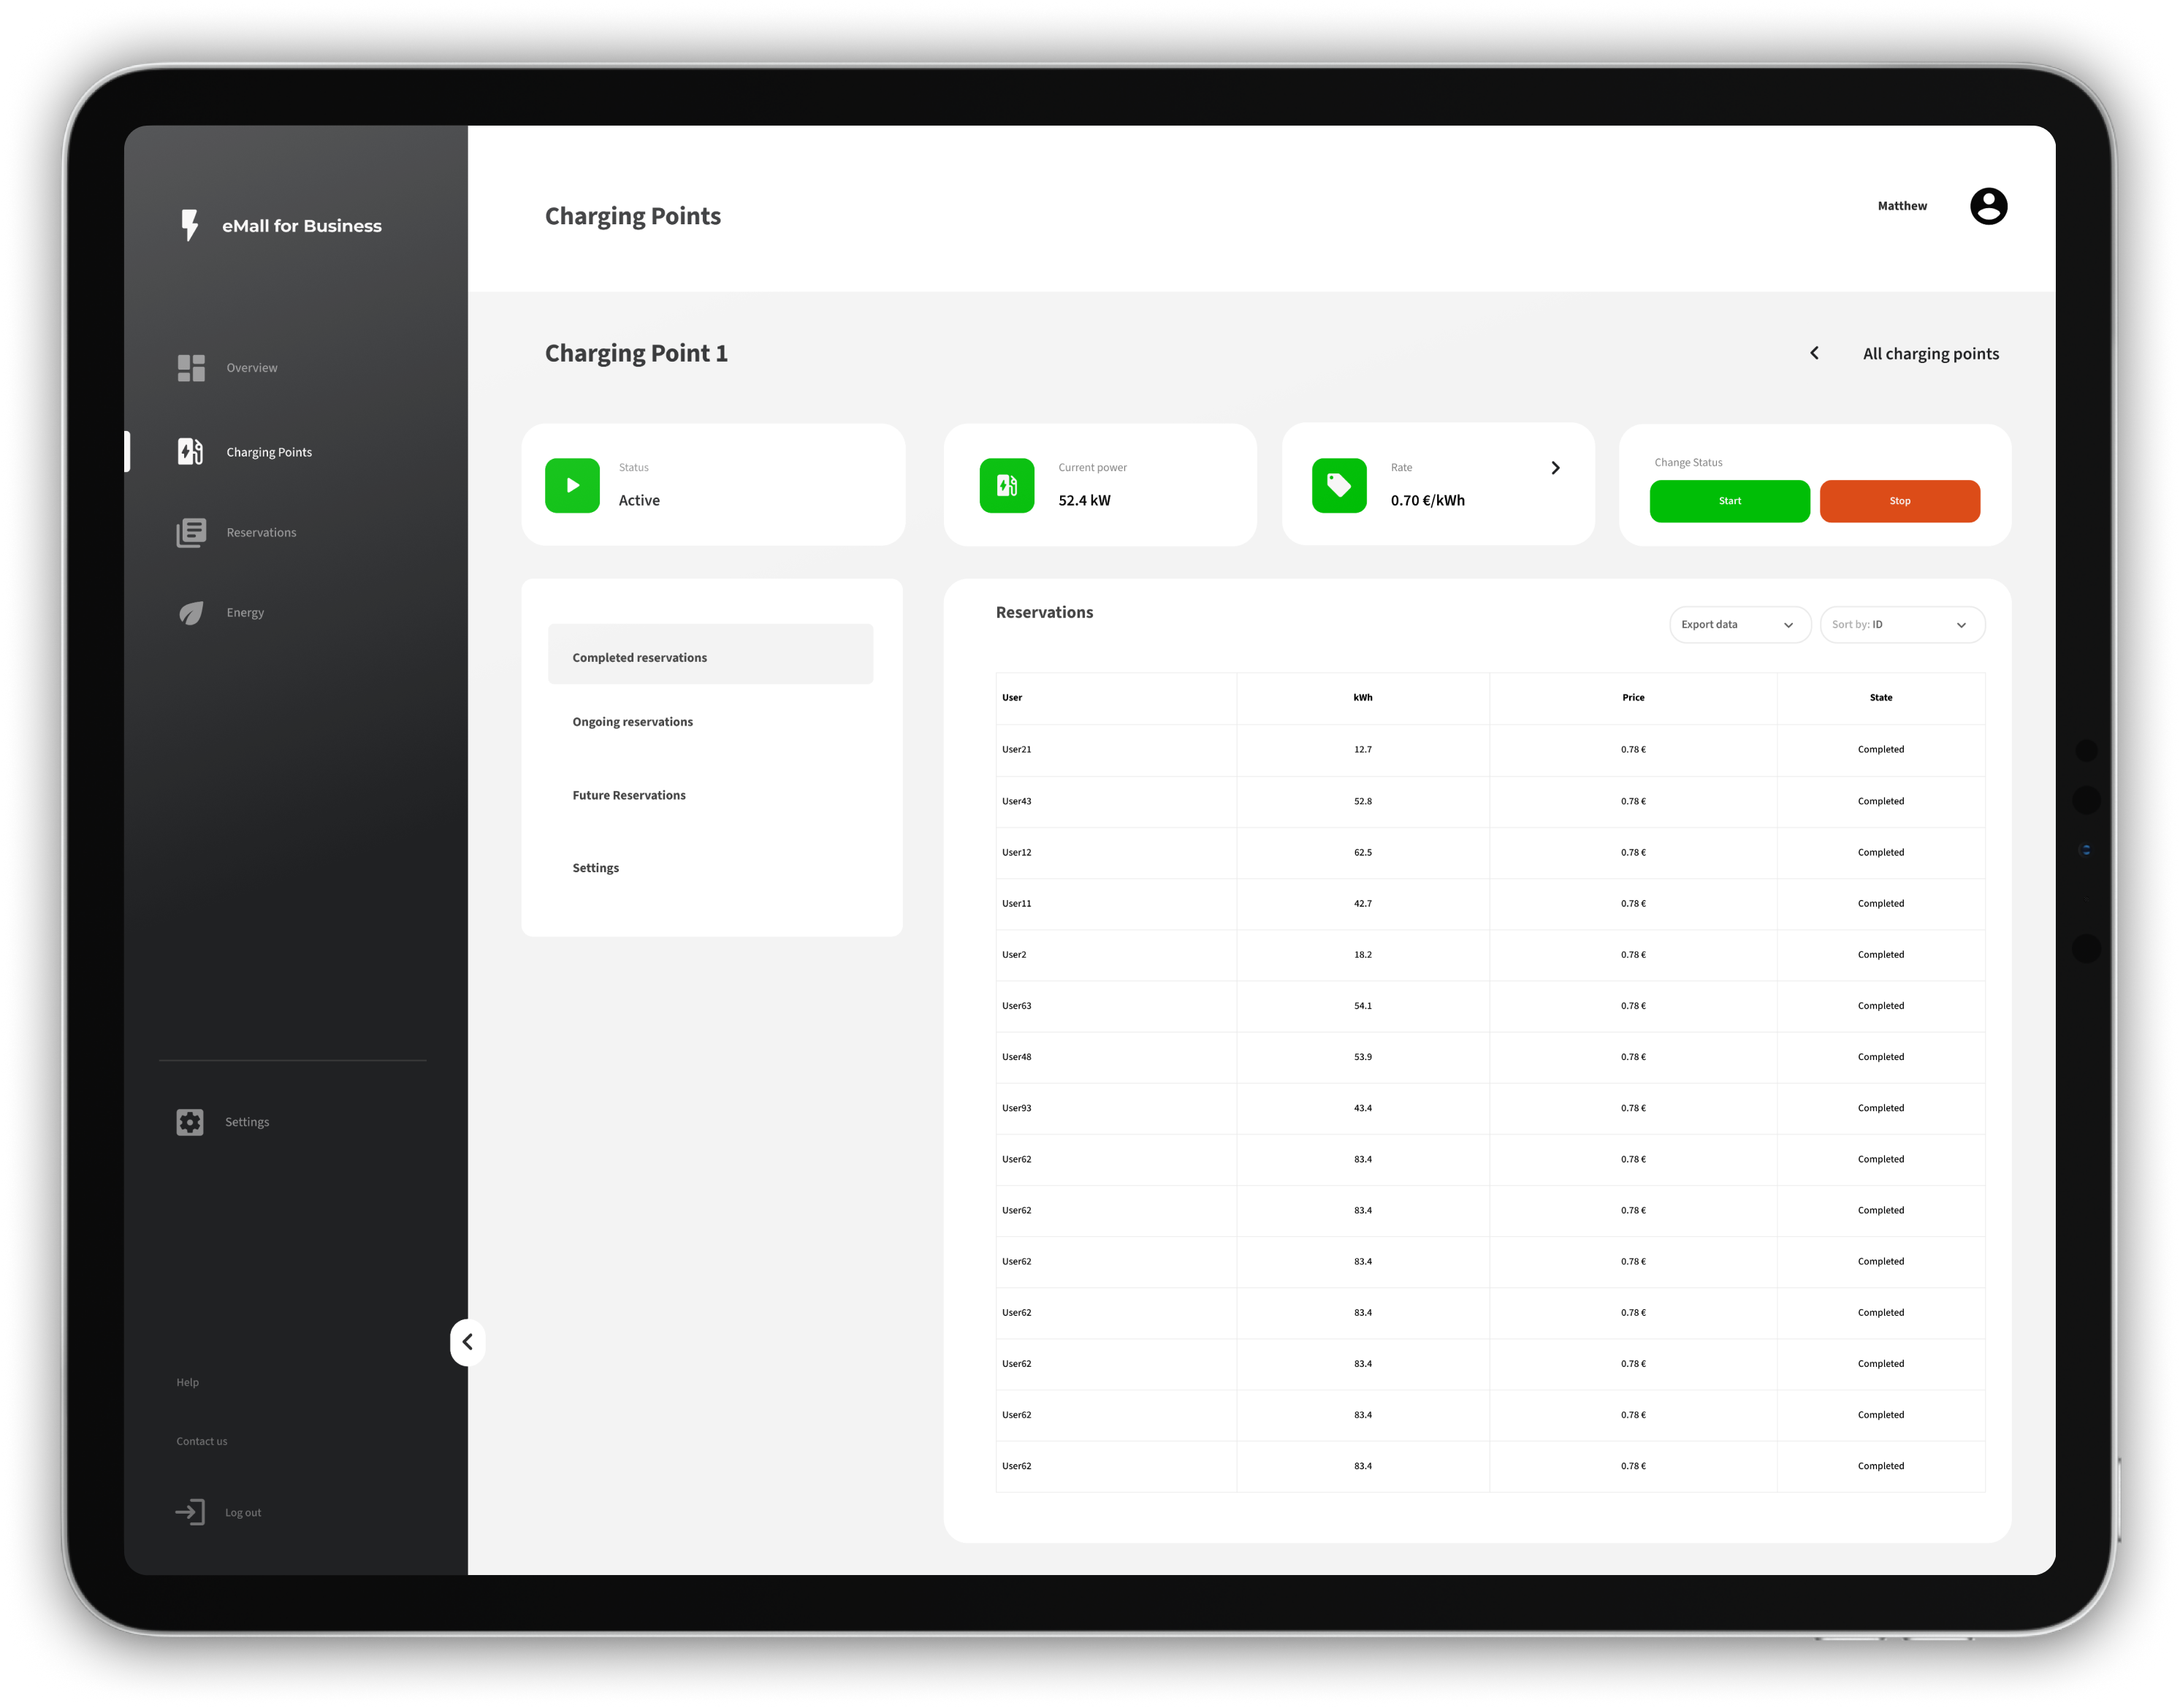 eMall for Business
Overview
Charging Points
Reservations
Energy
Settings
Help
Contact us
Log out
Charging Points
Matthew
Charging Point 1
All charging points
Status
Active
Current power
52.4 kW
Rate
0.70 €/kWh
Change Status
Start Stop
Completed reservations
Ongoing reservations
Future Reservations
Settings
Reservations
Export data Sort by: ID
User kWh Price State
User21 12.7 0.78 € Completed
User43 52.8 0.78 € Completed
User12 62.5 0.78 € Completed
User11 42.7 0.78 € Completed
User2 18.2 0.78 € Completed
User63 54.1 0.78 € Completed
User48 53.9 0.78 € Completed
User93 43.4 0.78 € Completed
User62 83.4 0.78 € Completed
User62 83.4 0.78 € Completed
User62 83.4 0.78 € Completed
User62 83.4 0.78 € Completed
User62 83.4 0.78 € Completed
User62 83.4 0.78 € Completed
User62 83.4 0.78 € Completed